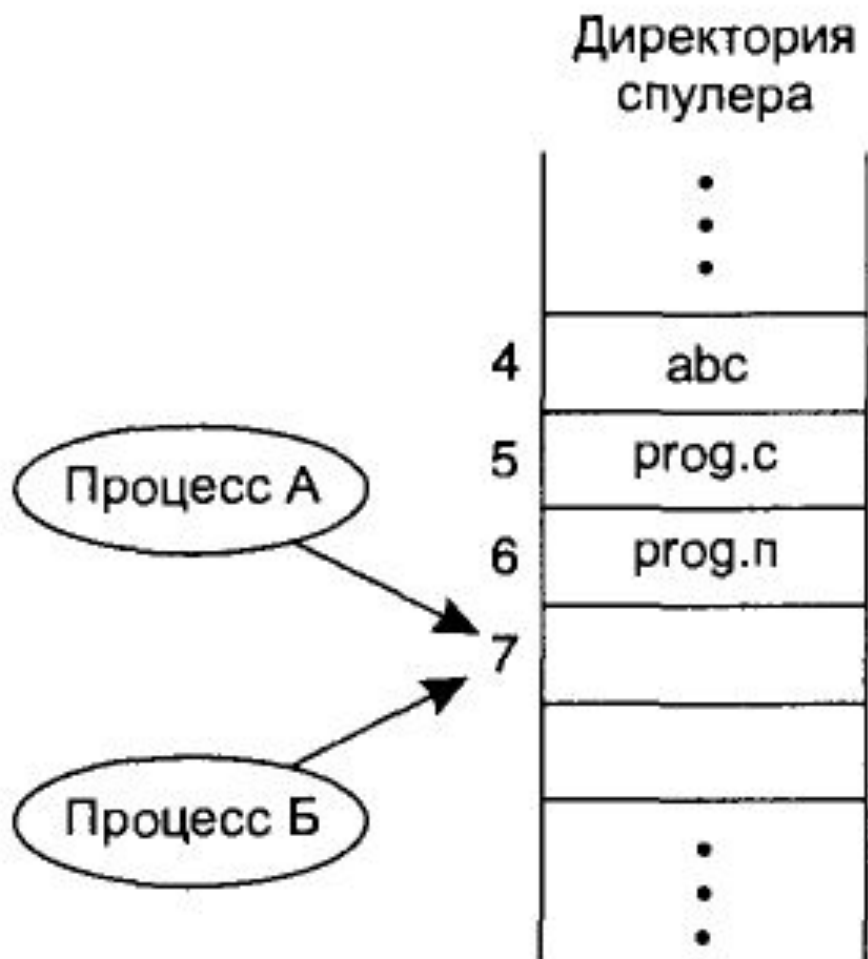 Директория
спулера
4 abc
5 prog.c
6 prog.п
7
Процесс А
Процесс Б